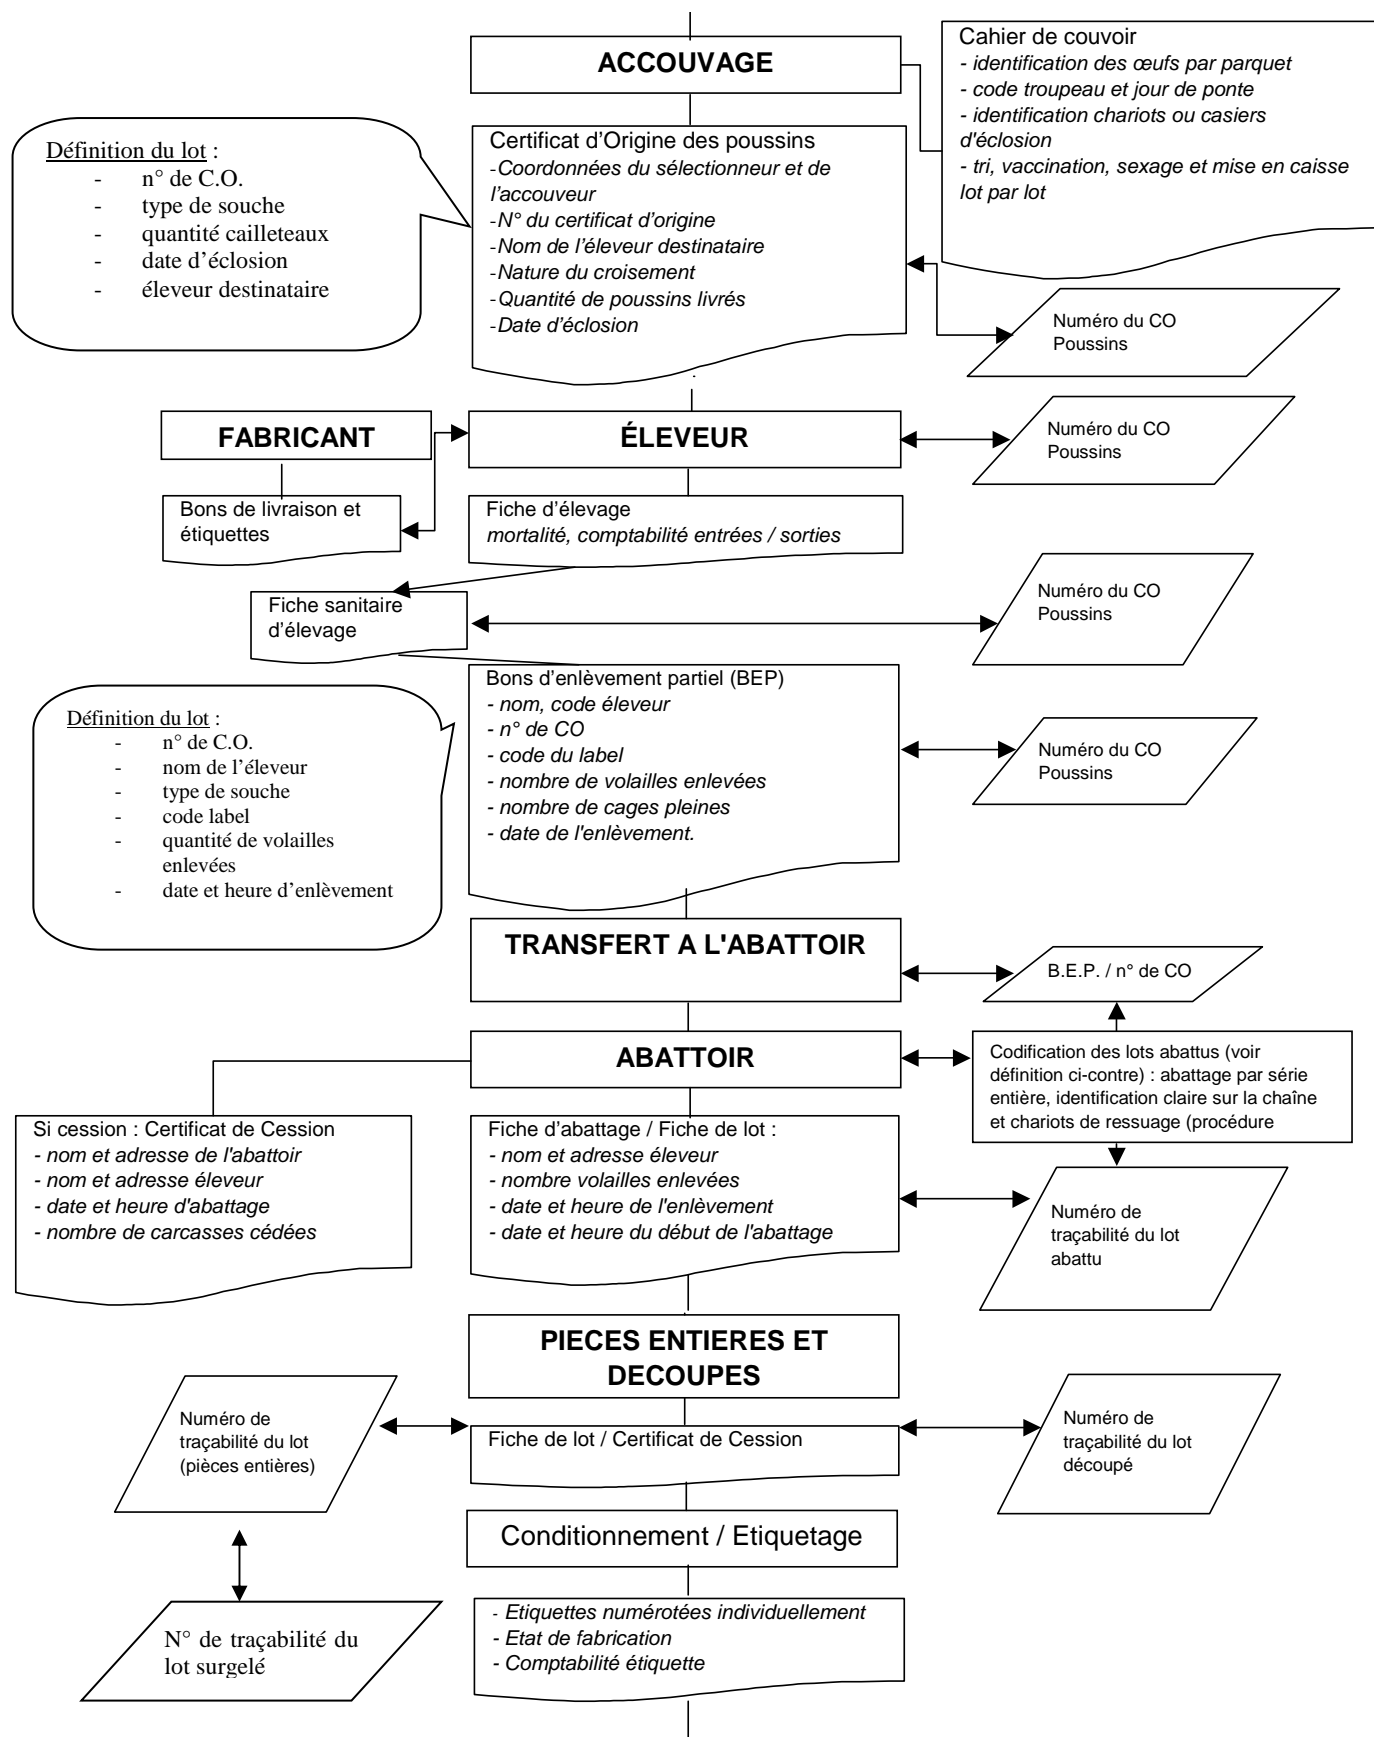 ACCOUVAGE
Cahier de couvoir
- identification des œufs par parquet
- code troupeau et jour de ponte
- identification chariots ou casiers
d'éclosion
- tri, vaccination, sexage et mise en caisse
lot par lot
Définition du lot :
- n° de C.O.
- type de souche
- quantité cailleteaux
- date d’éclosion
- éleveur destinataire
Certificat d’Origine des poussins
-Coordonnées du sélectionneur et de
l’accouveur
-N° du certificat d’origine
-Nom de l’éleveur destinataire
-Nature du croisement
-Quantité de poussins livrés
-Date d’éclosion
Numéro du CO
Poussins
FABRICANT
ÉLEVEUR
Numéro du CO
Poussins
Bons de livraison et
étiquettes
Fiche d’élevage
mortalité, comptabilité entrées / sorties
Fiche sanitaire
d’élevage
Numéro du CO
Poussins
Définition du lot :
- n° de C.O.
- nom de l’éleveur
- type de souche
- code label
- quantité de volailles
enlevées
- date et heure d’enlèvement
Bons d’enlèvement partiel (BEP)
- nom, code éleveur
- n° de CO
- code du label
- nombre de volailles enlevées
- nombre de cages pleines
- date de l'enlèvement.
Numéro du CO
Poussins
TRANSFERT A L'ABATTOIR
B.E.P. / n° de CO
ABATTOIR
Codification des lots abattus (voir
définition ci-contre) : abattage par série
entière, identification claire sur la chaîne
et chariots de ressuage (procédure
Si cession : Certificat de Cession
- nom et adresse de l'abattoir
- nom et adresse éleveur
- date et heure d'abattage
- nombre de carcasses cédées
Fiche d’abattage / Fiche de lot :
- nom et adresse éleveur
- nombre volailles enlevées
- date et heure de l'enlèvement
- date et heure du début de l'abattage
Numéro de
traçabilité du lot
abattu
PIECES ENTIERES ET
DECOUPES
Numéro de
traçabilité du lot
(pièces entières)
Fiche de lot / Certificat de Cession
Numéro de
traçabilité du lot
découpé
Conditionnement / Etiquetage
N° de traçabilité du
lot surgelé
- Etiquettes numérotées individuellement
- Etat de fabrication
- Comptabilité étiquette